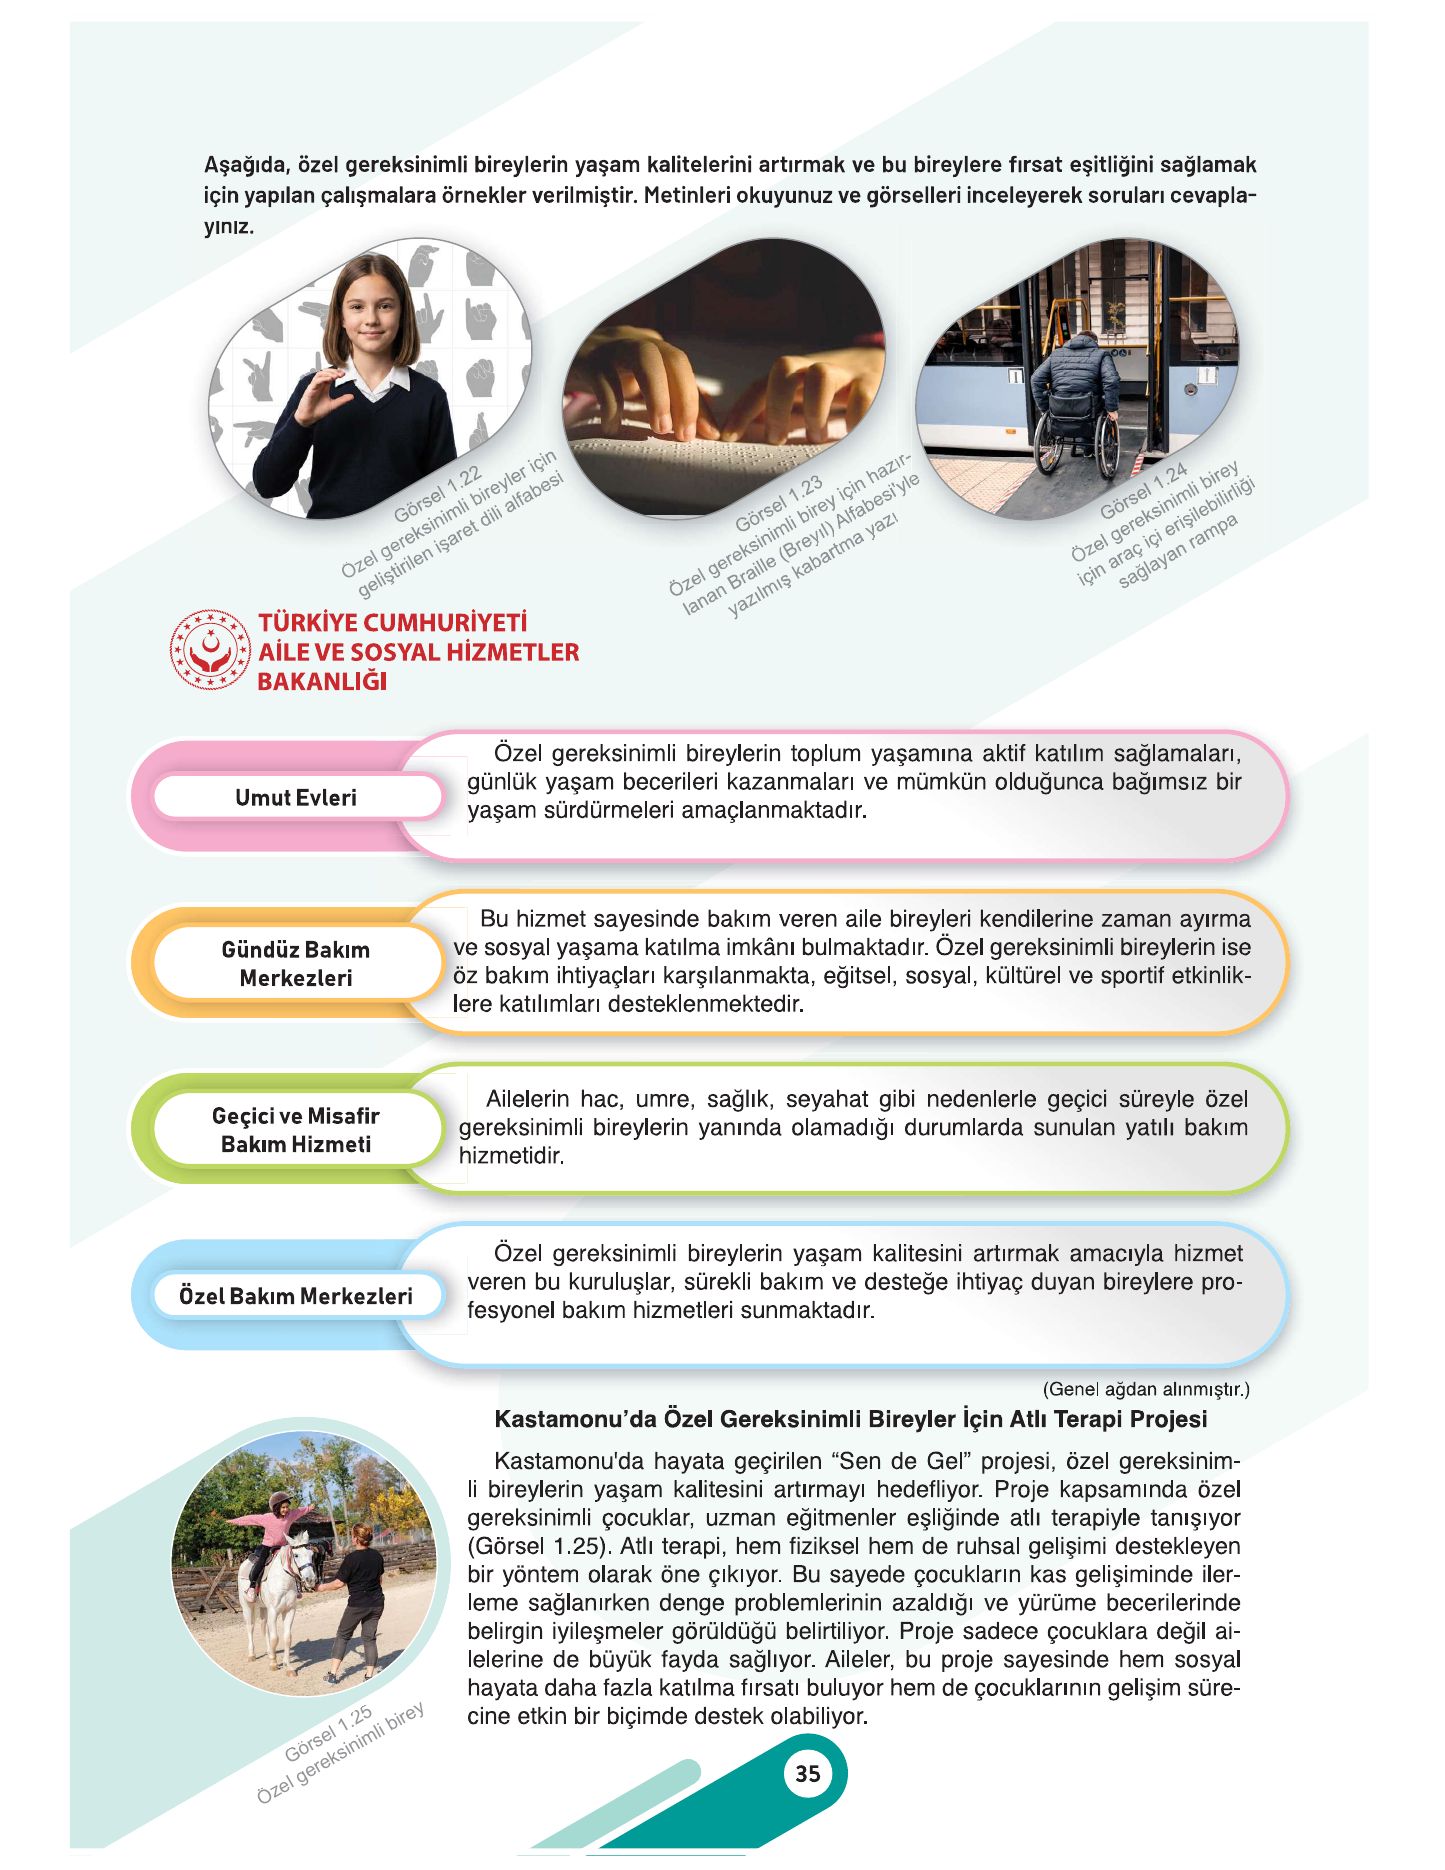 Aşağıda, özel gereksinimli bireylerin yaşam kalitelerini artırmak ve bu bireylere fırsat eşitliğini sağlamak
için yapılan çalışmalara örnekler verilmiştir. Metinleri okuyunuz ve görselleri inceleyerek soruları cevapla-
yınız.
Görsel 1.22
Özel gereksinimli bireyler için
geliştirilen işaret dili alfabesi
Görsel 1.23
Özel gereksinimli birey için hazır-
lanan Braille (Breyıl) Alfabesi'yle
yazılmış kabartma yazı
Görsel 1.24
Özel gereksinimli birey
için araç içi erişilebilirliği
sağlayan rampa
TÜRKİYE CUMHURİYETİ
AİLE VE SOSYAL HİZMETLER
BAKANLIĞI
Umut Evleri
Özel gereksinimli bireylerin toplum yaşamına aktif katılım sağlamaları,
günlük yaşam becerileri kazanmaları ve mümkün olduğunca bağımsız bir
yaşam sürdürmeleri amaçlanmaktadır.
Gündüz Bakım
Merkezleri
Bu hizmet sayesinde bakım veren aile bireyleri kendilerine zaman ayırma
ve sosyal yaşama katılma imkânı bulmaktadır. Özel gereksinimli bireylerin ise
öz bakım ihtiyaçları karşılanmakta, eğitsel, sosyal, kültürel ve sportif etkinlik-
lere katılımları desteklenmektedir.
Geçici ve Misafir
Bakım Hizmeti
Ailelerin hac, umre, sağlık, seyahat gibi nedenlerle geçici süreyle özel
gereksinimli bireylerin yanında olamadığı durumlarda sunulan yatılı bakım
hizmetidir.
Özel Bakım Merkezleri
Özel gereksinimli bireylerin yaşam kalitesini artırmak amacıyla hizmet
veren bu kuruluşlar, sürekli bakım ve desteğe ihtiyaç duyan bireylere pro-
fesyonel bakım hizmetleri sunmaktadır.
(Genel ağdan alınmıştır.)
Kastamonu’da Özel Gereksinimli Bireyler İçin Atlı Terapi Projesi
Kastamonu'da hayata geçirilen “Sen de Gel” projesi, özel gereksinim-
li bireylerin yaşam kalitesini artırmayı hedefliyor. Proje kapsamında özel
gereksinimli çocuklar, uzman eğitmenler eşliğinde atlı terapiyle tanışıyor
(Görsel 1.25). Atlı terapi, hem fiziksel hem de ruhsal gelişimi destekleyen
bir yöntem olarak öne çıkıyor. Bu sayede çocukların kas gelişiminde iler-
leme sağlanırken denge problemlerinin azaldığı ve yürüme becerilerinde
belirgin iyileşmeler görüldüğü belirtiliyor. Proje sadece çocuklara değil ai-
lelerine de büyük fayda sağlıyor. Aileler, bu proje sayesinde hem sosyal
hayata daha fazla katılma fırsatı buluyor hem de çocuklarının gelişim süre-
cine etkin bir biçimde destek olabiliyor.
Görsel 1.25
Özel gereksinimli birey
35